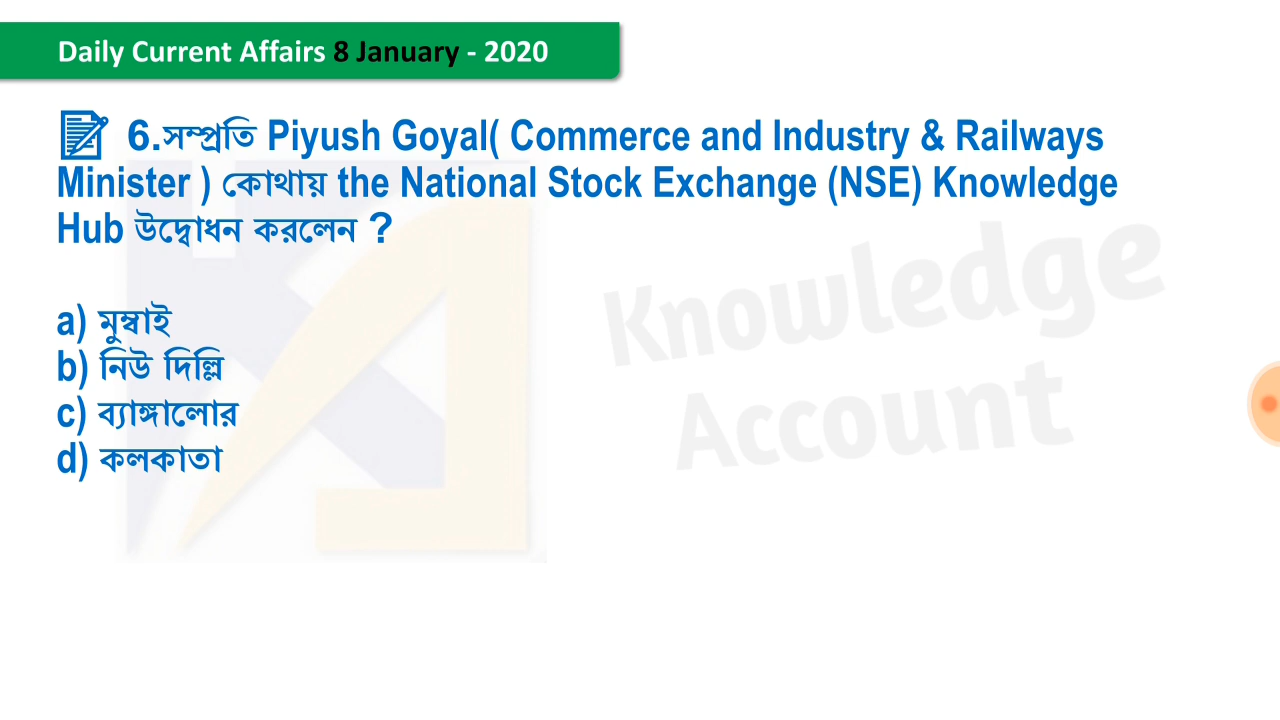 Daily Current Affairs 8 January - 2020
6.সম্প্রতি Piyush Goyal( Commerce and Industry & Railways
Minister ) কোথায় the National Stock Exchange (NSE) Knowledge
Hub উদ্বোধন করলেন ?
a) মুম্বাই
b) নিউ দিল্লি
c) ব্যাঙ্গালোর
d) কলকাতা
Knowledge
Account